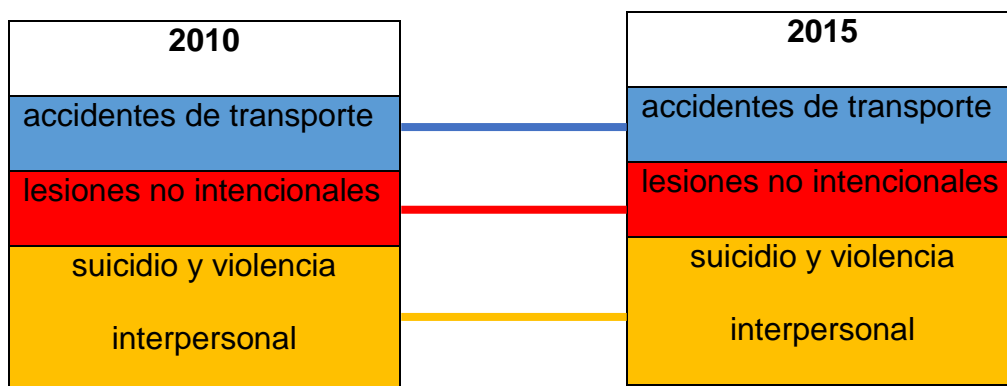 2010
accidentes de transporte
lesiones no intencionales
suicidio y violencia
interpersonal
2015
accidentes de transporte
lesiones no intencionales
suicidio y violencia
interpersonal